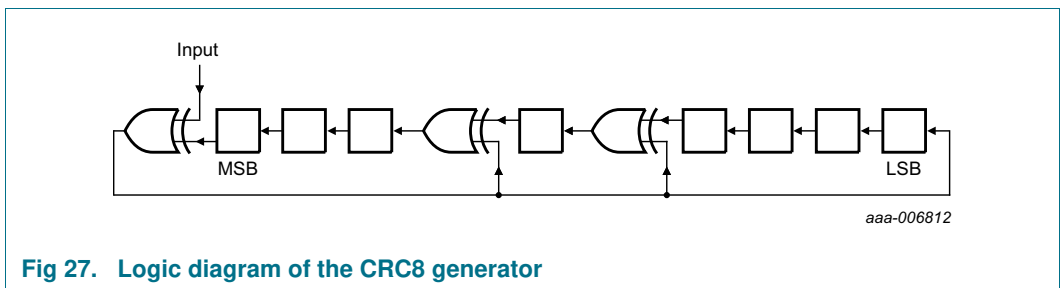 Input
MSB
LSB
aaa-006812
Fig 27. Logic diagram of the CRC8 generator